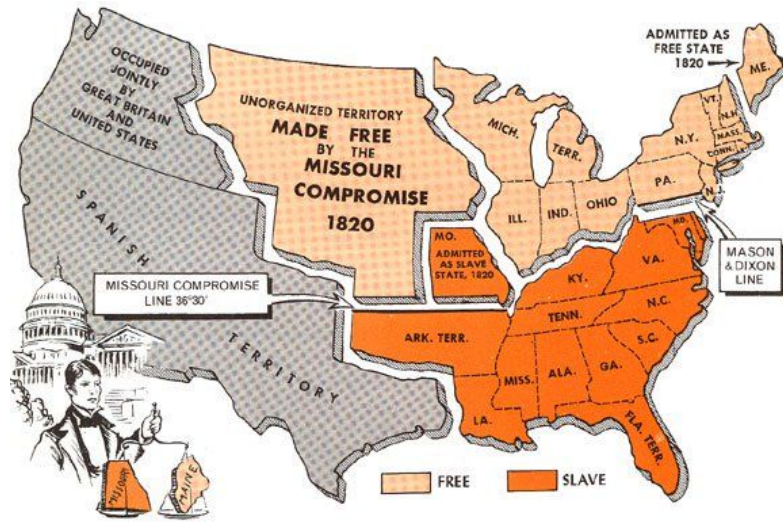 ADMITTED AS
FREE STATE
1820
ME.
OCCUPIED
JOINTLY
BY
GREAT BRITAIN
AND
UNITED STATES
UNORGANIZED TERRITORY
MADE FREE
BY THE
MISSOURI
COMPROMISE
1820
MICH.
TERR.
VT.
N.H.
MASS.
CONN.
N.Y.
PA.
N.J.
ILL.
IND.
OHIO
SPANISH
TERRITORY
MO.
ADMITTED
AS SLAVE
STATE, 1820
MD.
VA.
KY.
MASON
& DIXON
LINE
MISSOURI COMPROMISE
LINE 36°30'
TENN.
N.C.
ARK. TERR.
S.C.
MISS.
ALA.
GA.
LA.
FLA. TERR.
MISSOURI
MAINE
FREE
SLAVE